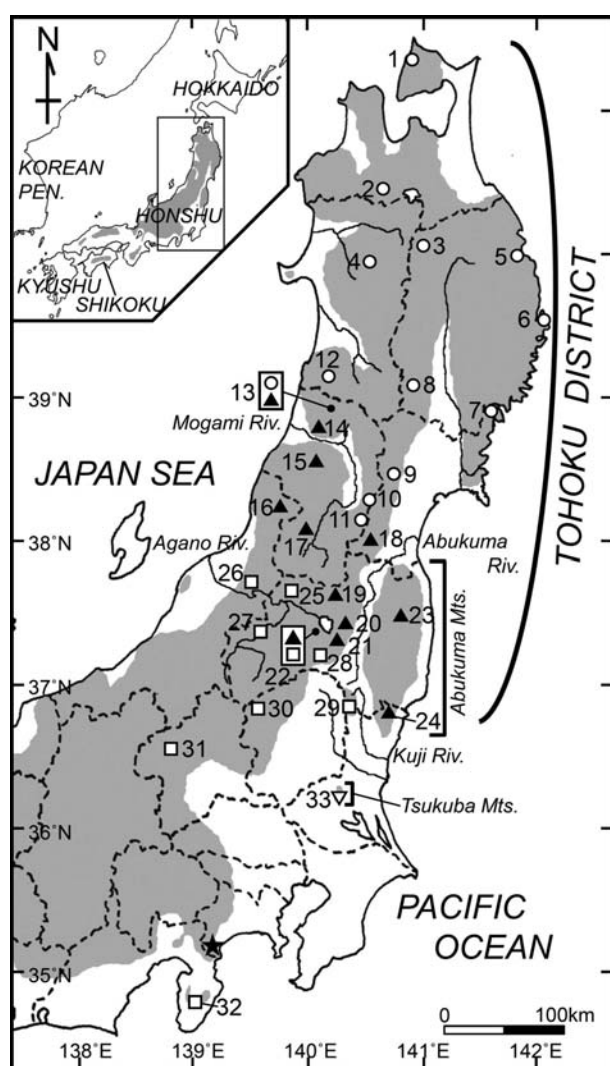 N
HOKKAIDO
KOREAN
PEN.
HONSHU
KYUSHU
SHIKOKU
1
2
3
4
5
6
12
13
8
7
39°N
Mogami Riv.
14
15
9
JAPAN SEA
16
10
11
17
18
38°N
Agano Riv.
Abukuma
Riv.
TOHOKU DISTRICT
26
25
19
23
27
20
21
22
28
Abukuma Mts.
37°N
30
29
24
31
Kuji Riv.
33
Tsukuba Mts.
36°N
PACIFIC
OCEAN
35°N
32
0
100km
138°E
139°E
140°E
141°E
142°E